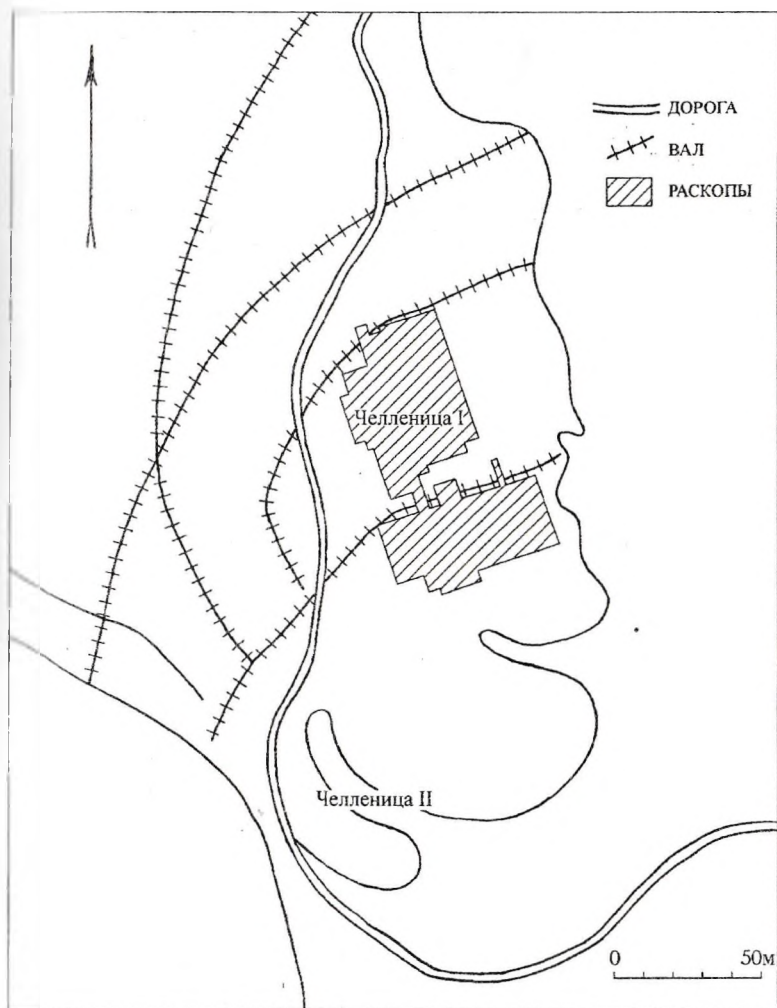 ДОРОГА
ВАЛ
РАСКОПЫ
Челленица I
Челленица II
0 50м